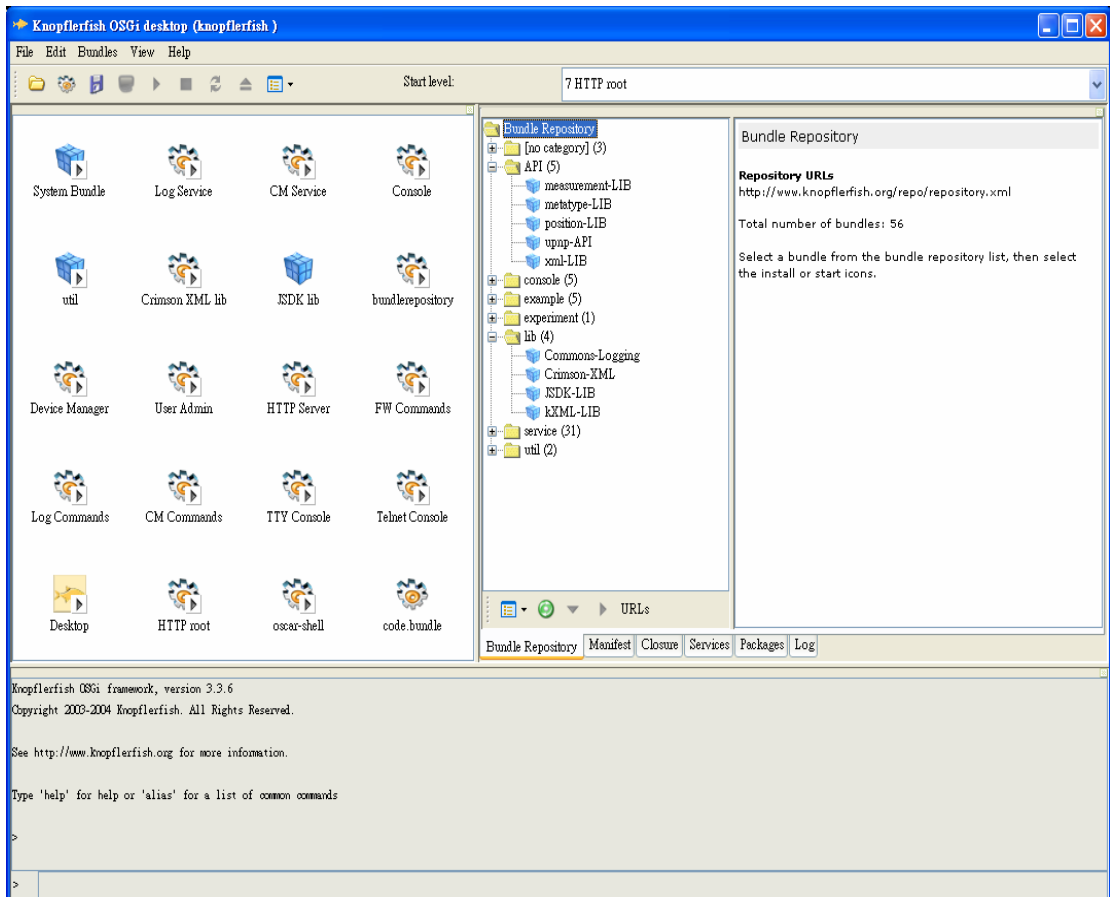 Knopflerfish OSGi desktop (knopflerfish )
File Edit Bundles View Help
Start level: 7 HTTP root
System Bundle Log Service CM Service Console
util Crimson XML lib JSDK lib bundlerepository
Device Manager User Admin HTTP Server FW Commands
Log Commands CM Commands TTY Console Telnet Console
Desktop HTTP root oscar-shell code.bundle
Bundle Repository
[no category] (3)
API (5)
measurement-LIB
metatype-LIB
position-LIB
upnp-API
xml-LIB
console (5)
example (5)
experiment (1)
lib (4)
Commons-Logging
Crimson-XML
JSDK-LIB
kXML-LIB
service (31)
util (2)
URLs
Bundle Repository
Repository URLs
http://www.knopflerfish.org/repo/repository.xml
Total number of bundles: 56
Select a bundle from the bundle repository list, then select
the install or start icons.
Bundle Repository Manifest Closure Services Packages Log
Knopflerfish OSGi framework, version 3.3.6
Copyright 2003-2004 Knopflerfish. All Rights Reserved.
See http://www.knopflerfish.org for more information.
Type 'help' for help or 'alias' for a list of common commands
>
>